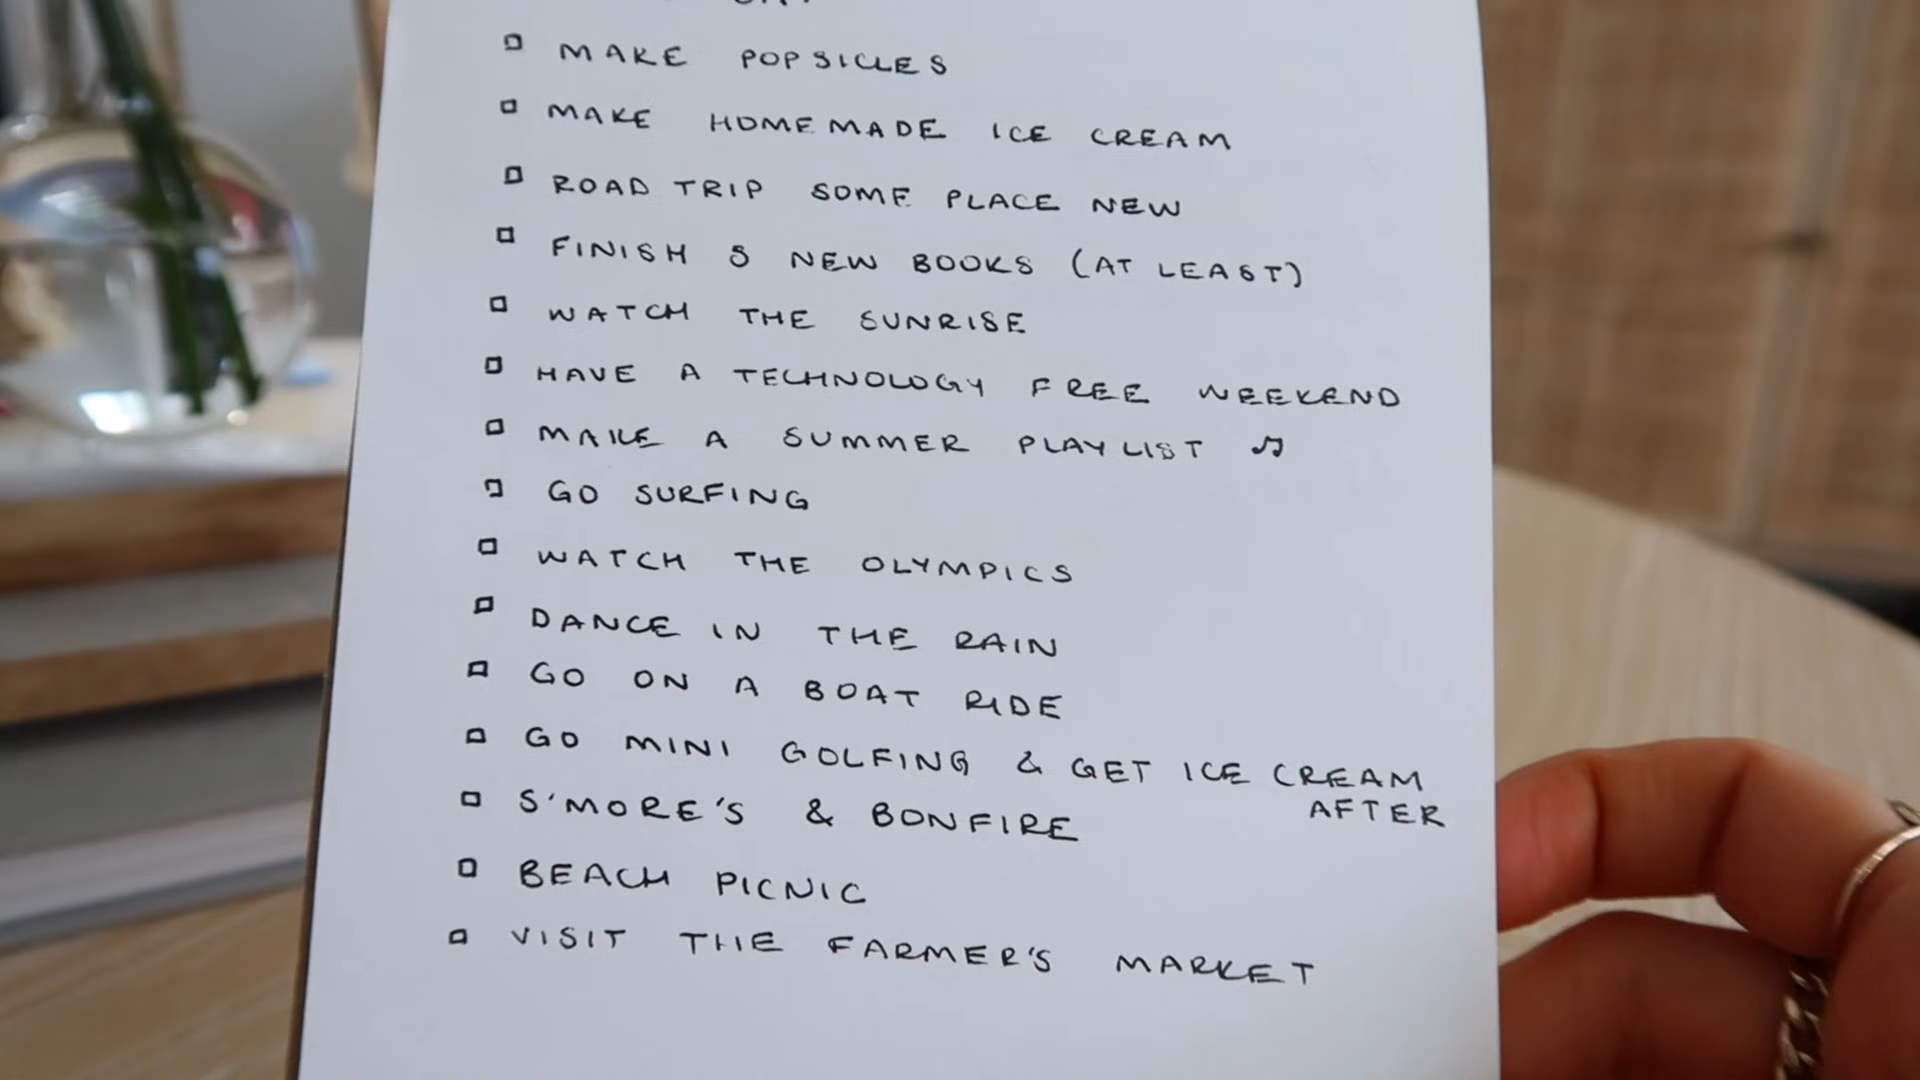 □ MAKE POPSICLES
□ MAKE HOMEMADE ICE CREAM
□ ROAD TRIP SOME PLACE NEW
□ FINISH 5 NEW BOOKS (AT LEAST)
□ WATCH THE SUNRISE
□ HAVE A TECHNOLOGY FREE WEEKEND
□ MAKE A SUMMER PLAYLIST ♫
□ GO SURFING
□ WATCH THE OLYMPICS
□ DANCE IN THE RAIN
□ GO ON A BOAT RIDE
□ GO MINI GOLFING & GET ICE CREAM
AFTER
□ S'MORE'S & BONFIRE
□ BEACH PICNIC
□ VISIT THE FARMER'S MARKET